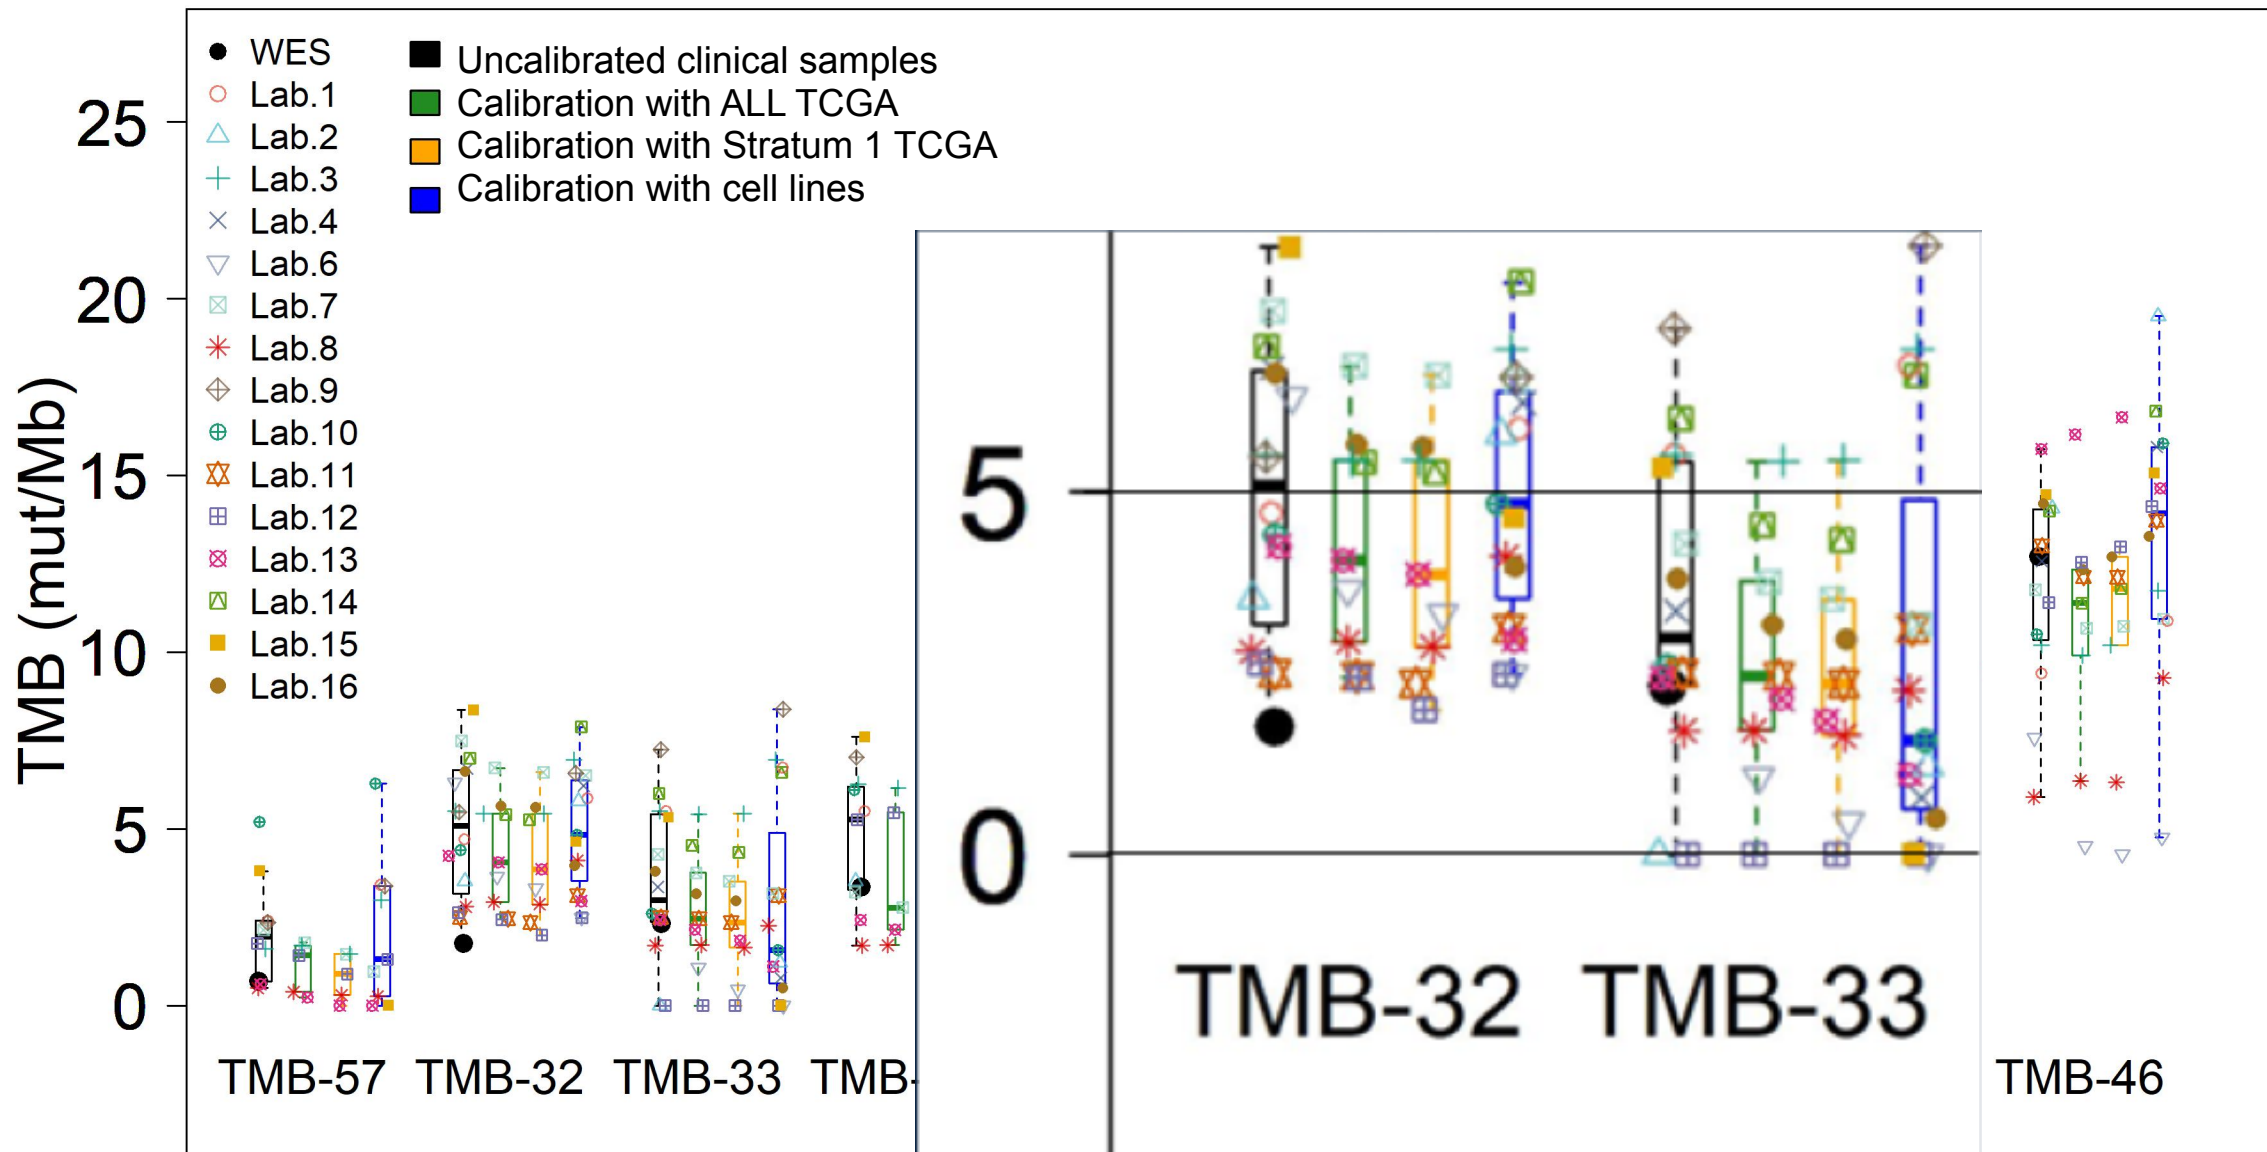 WES
Lab.1
Lab.2
Lab.3
Lab.4
Lab.6
Lab.7
Lab.8
Lab.9
Lab.10
Lab.11
Lab.12
Lab.13
Lab.14
Lab.15
Lab.16
Uncalibrated clinical samples
Calibration with ALL TCGA
Calibration with Stratum 1 TCGA
Calibration with cell lines
TMB (mut/Mb)
25
20
15
10
5
0
TMB-57 TMB-32 TMB-33 TMB- TMB-46
5
0
TMB-32 TMB-33